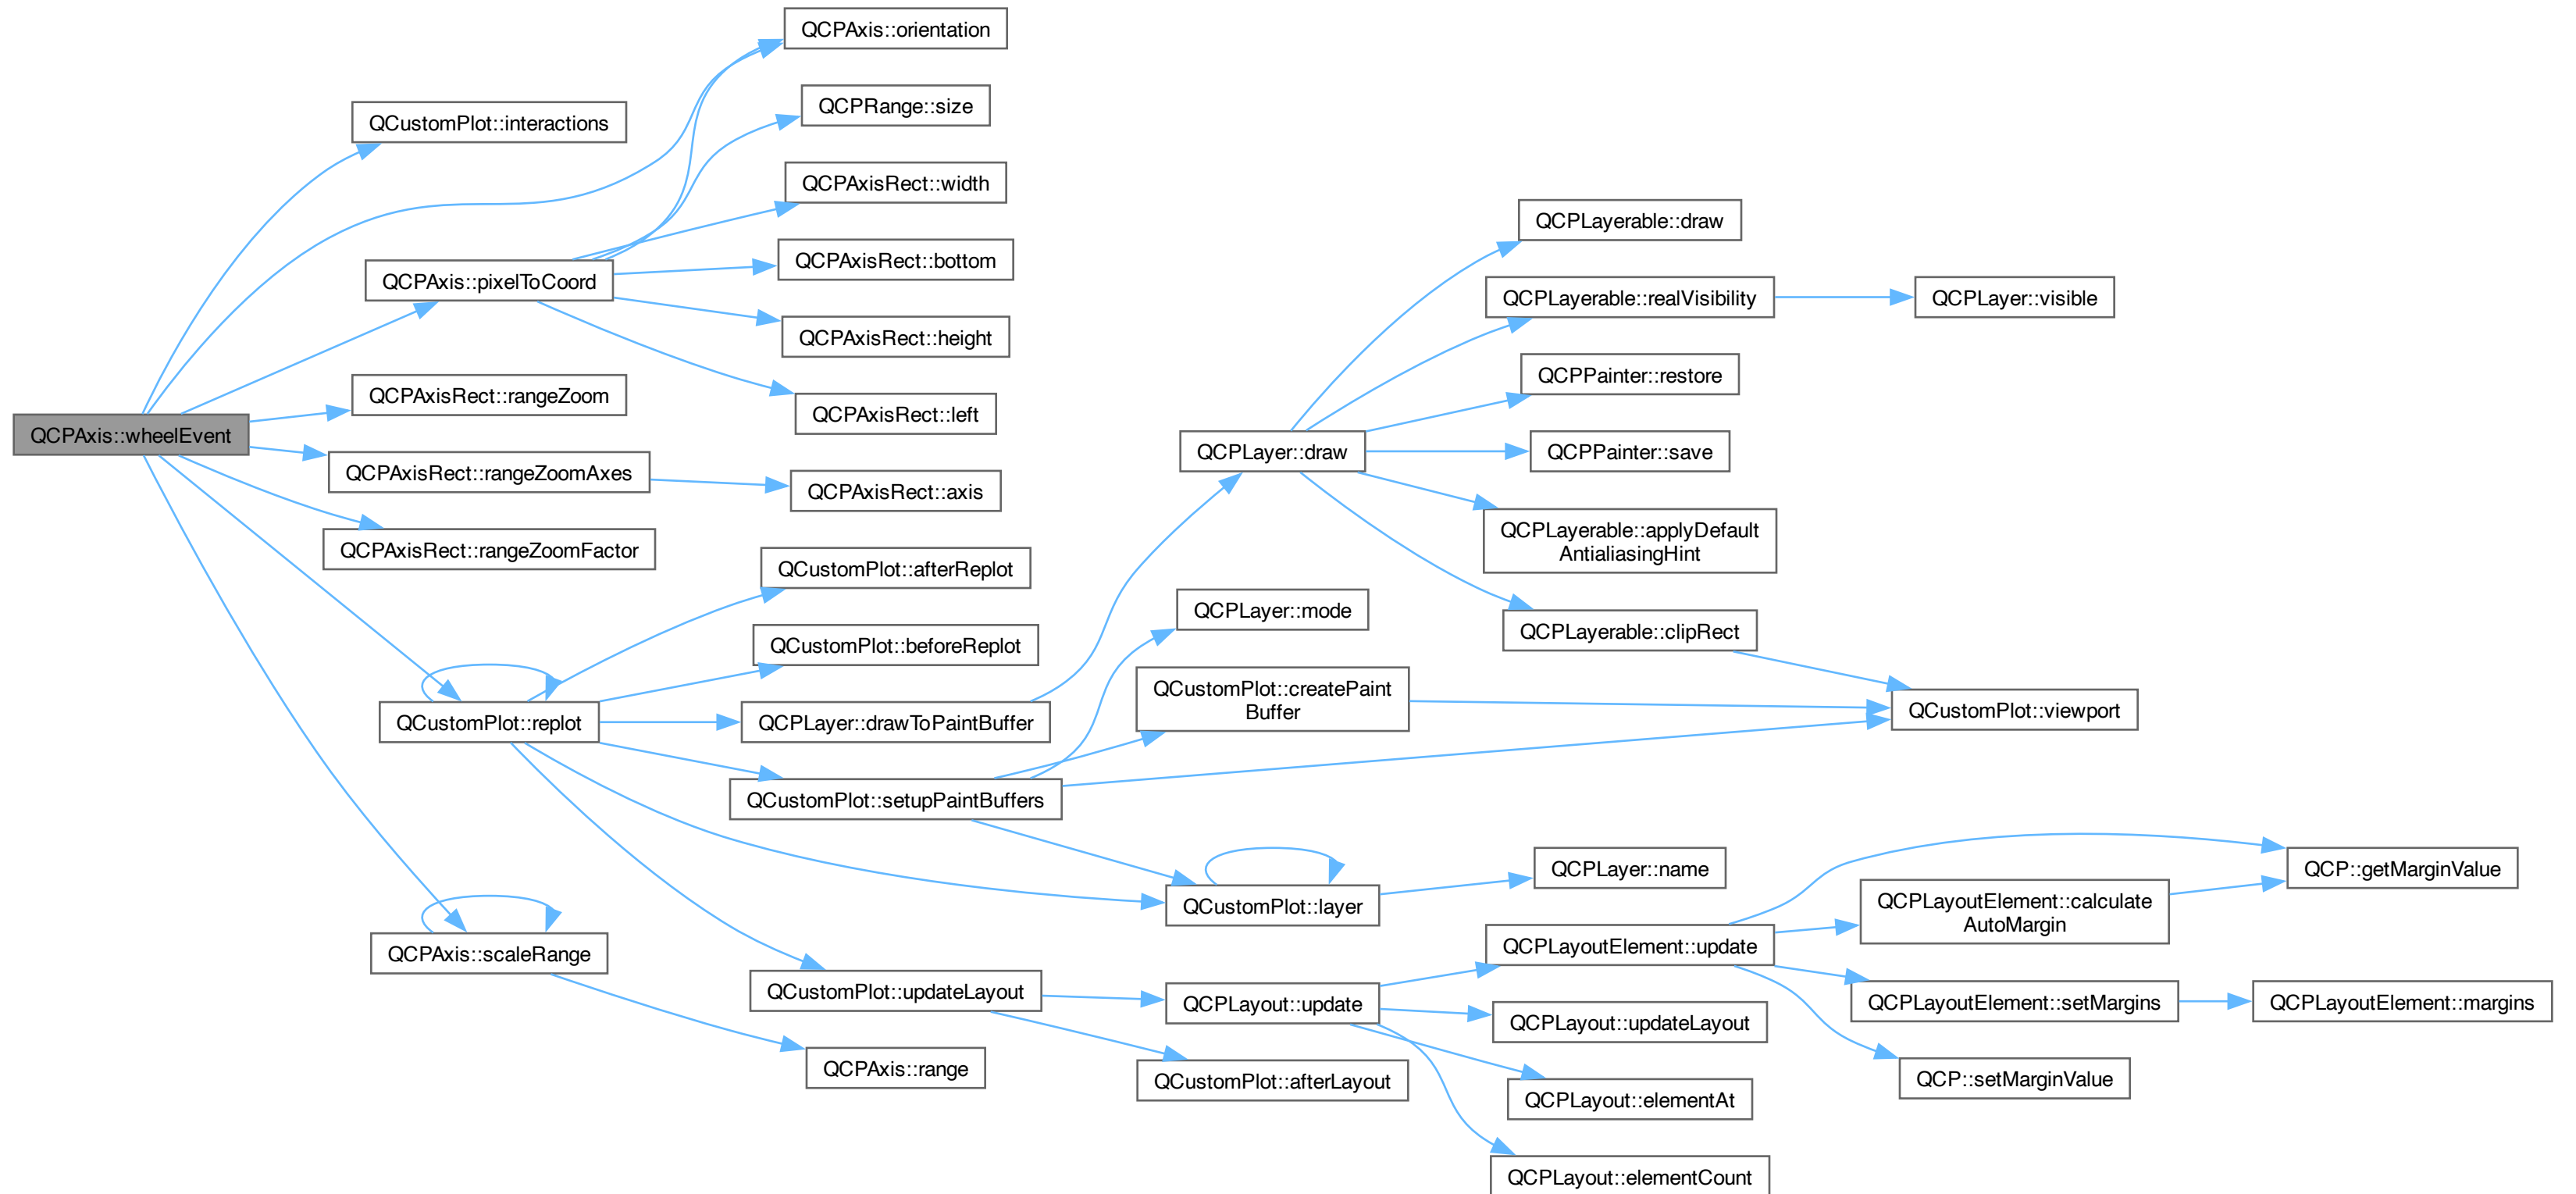 QCPAxis::wheelEvent
QCustomPlot::interactions
QCPAxis::pixelToCoord
QCPAxisRect::rangeZoom
QCPAxisRect::rangeZoomAxes
QCPAxisRect::rangeZoomFactor
QCustomPlot::replot
QCPAxis::scaleRange
QCPAxis::orientation
QCPRange::size
QCPAxisRect::width
QCPAxisRect::bottom
QCPAxisRect::height
QCPAxisRect::left
QCPAxisRect::axis
QCustomPlot::afterReplot
QCustomPlot::beforeReplot
QCPLayer::drawToPaintBuffer
QCustomPlot::setupPaintBuffers
QCustomPlot::updateLayout
QCPAxis::range
QCPLayer::draw
QCPLayer::mode
QCustomPlot::createPaint
Buffer
QCustomPlot::layer
QCPLayout::update
QCustomPlot::afterLayout
QCPLayerable::draw
QCPLayerable::realVisibility
QCPPainter::restore
QCPPainter::save
QCPLayerable::applyDefault
AntialiasingHint
QCPLayerable::clipRect
QCPLayer::name
QCPLayoutElement::update
QCPLayout::updateLayout
QCPLayout::elementAt
QCPLayout::elementCount
QCPLayer::visible
QCustomPlot::viewport
QCPLayoutElement::calculate
AutoMargin
QCPLayoutElement::setMargins
QCP::setMarginValue
QCP::getMarginValue
QCPLayoutElement::margins